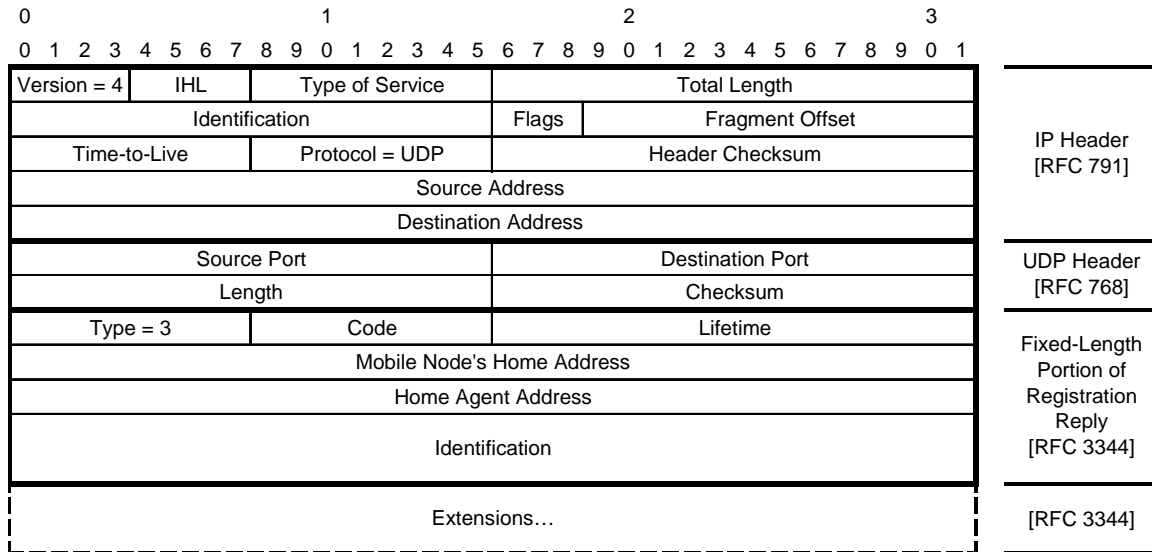 0 1 2 3
0 1 2 3 4 5 6 7 8 9 0 1 2 3 4 5 6 7 8 9 0 1 2 3 4 5 6 7 8 9 0 1
Version = 4 IHL Type of Service Total Length
Identification Flags Fragment Offset
Time-to-Live Protocol = UDP Header Checksum
Source Address
Destination Address
IP Header
[RFC 791]
Source Port Destination Port
Length Checksum
UDP Header
[RFC 768]
Type = 3 Code Lifetime
Mobile Node's Home Address
Home Agent Address
Identification
Fixed-Length
Portion of
Registration
Reply
[RFC 3344]
Extensions…
[RFC 3344]